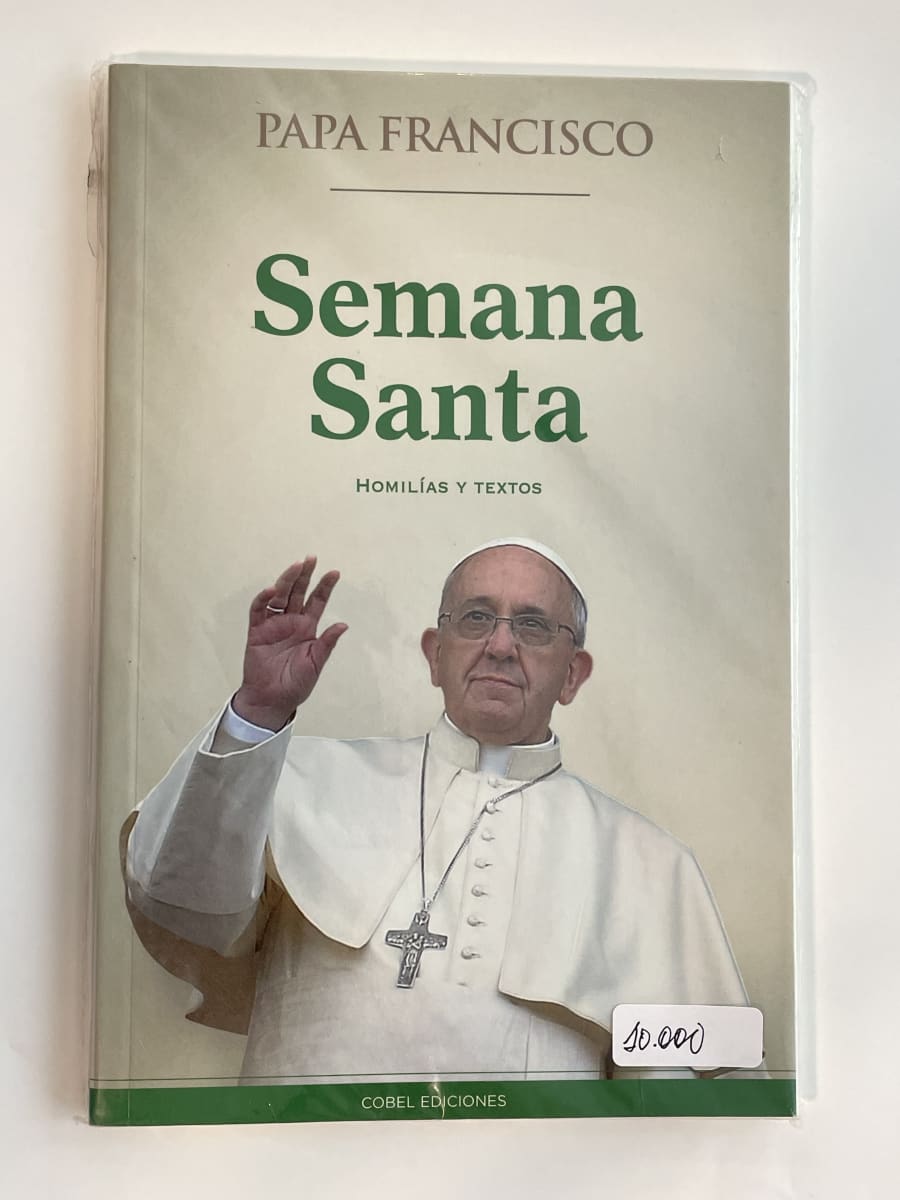 PAPA FRANCISCO
Semana
Santa
HOMILÍAS Y TEXTOS
10.000
COBEL EDICIONES